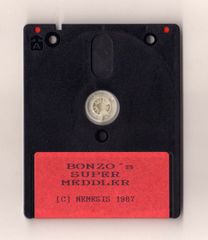 BONZO's
SUPER
MEDDLER
[C] NEMESIS 1987